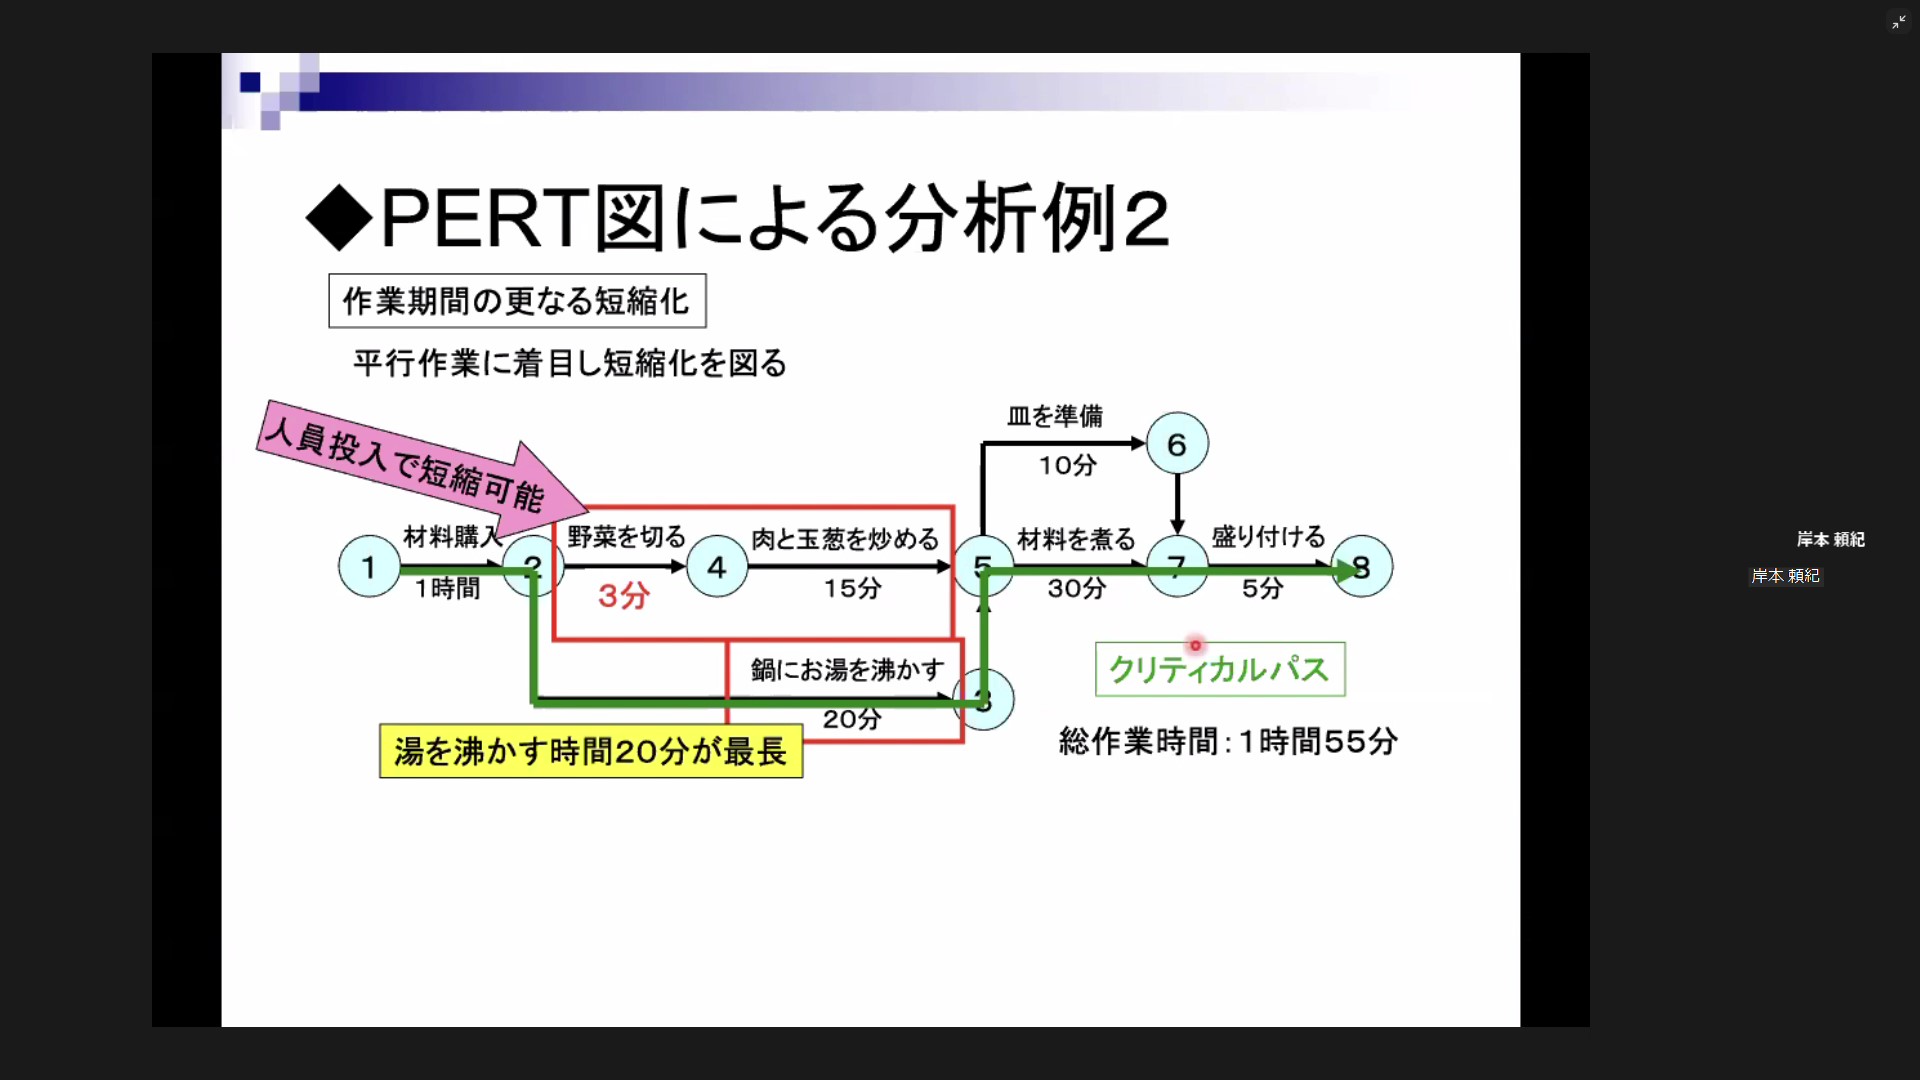 ◆PERT図による分析例2
作業期間の更なる短縮化
平行作業に着目し短縮化を図る
人員投入で短縮可能
皿を準備
10分
6
材料購入
野菜を切る
肉と玉葱を炒める
材料を煮る
盛り付ける
1
2
4
5
7
8
1時間
3分
15分
30分
5分
鍋にお湯を沸かす
3
20分
クリティカルパス
湯を沸かす時間20分が最長
総作業時間:1時間55分
岸本 頼紀
岸本 頼紀